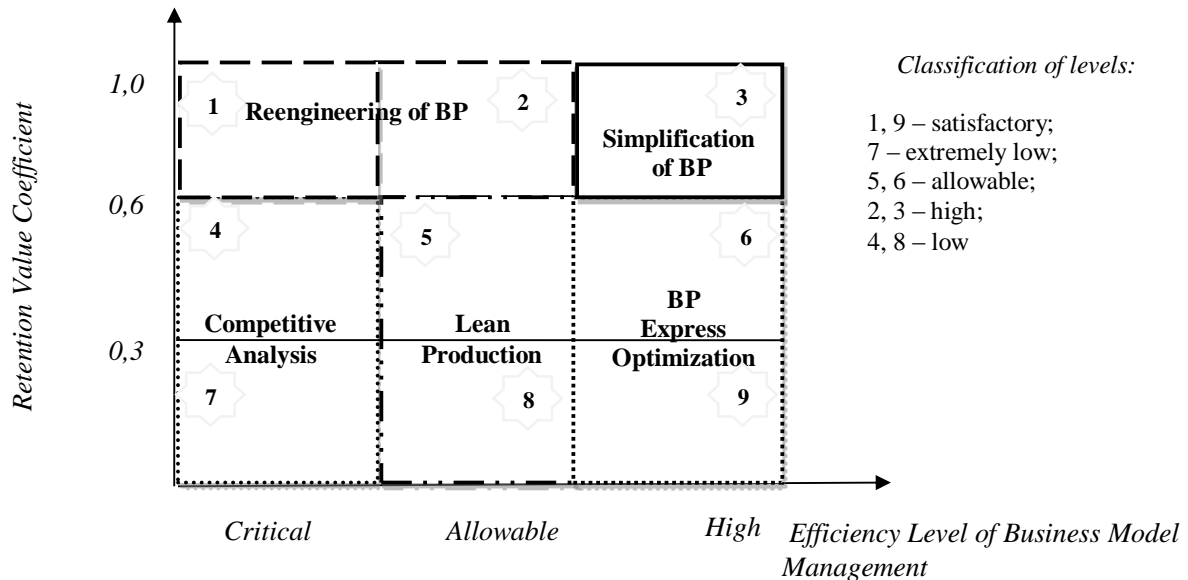 Retention Value Coefficient
1,0
0,6
0,3
1
Reengineering of BP
2
3
Simplification
of BP
4
5
6
Competitive
Analysis
Lean
Production
BP
Express
Optimization
7
8
9
Critical
Allowable
High
Efficiency Level of Business Model
Management
Classification of levels:
1, 9 – satisfactory;
7 – extremely low;
5, 6 – allowable;
2, 3 – high;
4, 8 – low